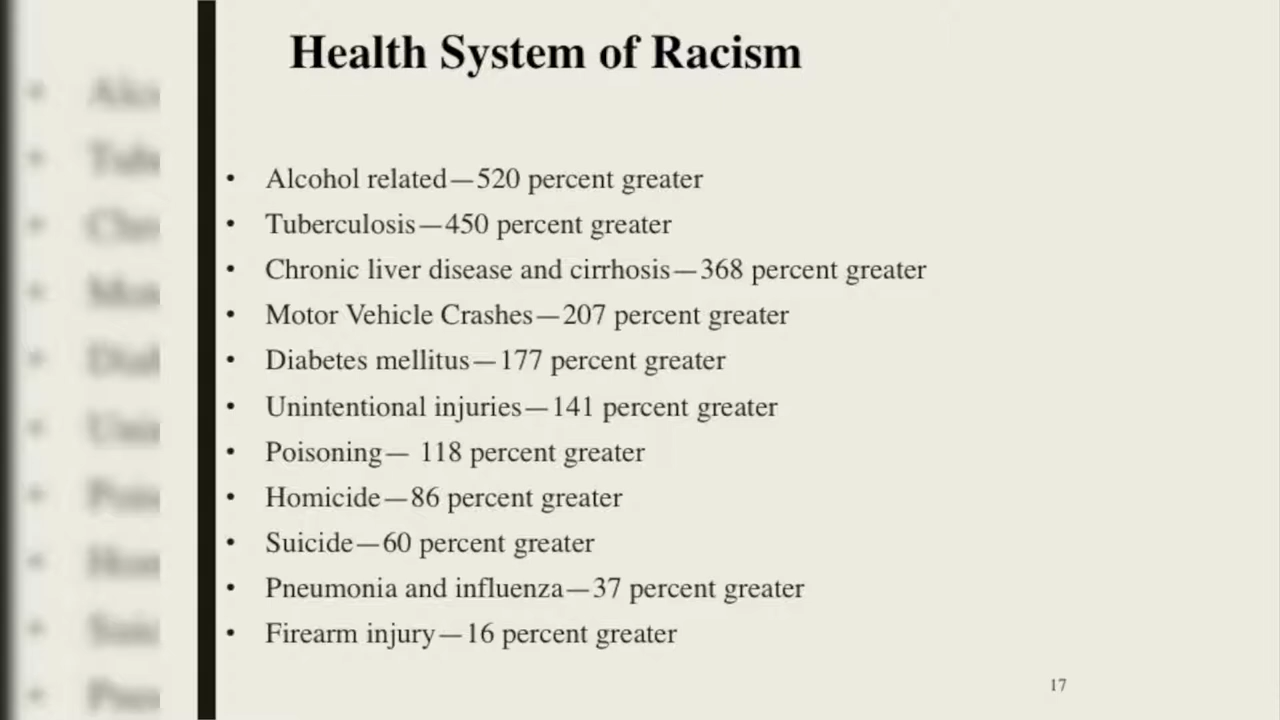 Health System of Racism
• Alcohol related—520 percent greater
• Tuberculosis—450 percent greater
• Chronic liver disease and cirrhosis—368 percent greater
• Motor Vehicle Crashes—207 percent greater
• Diabetes mellitus—177 percent greater
• Unintentional injuries—141 percent greater
• Poisoning— 118 percent greater
• Homicide—86 percent greater
• Suicide—60 percent greater
• Pneumonia and influenza—37 percent greater
• Firearm injury—16 percent greater
17